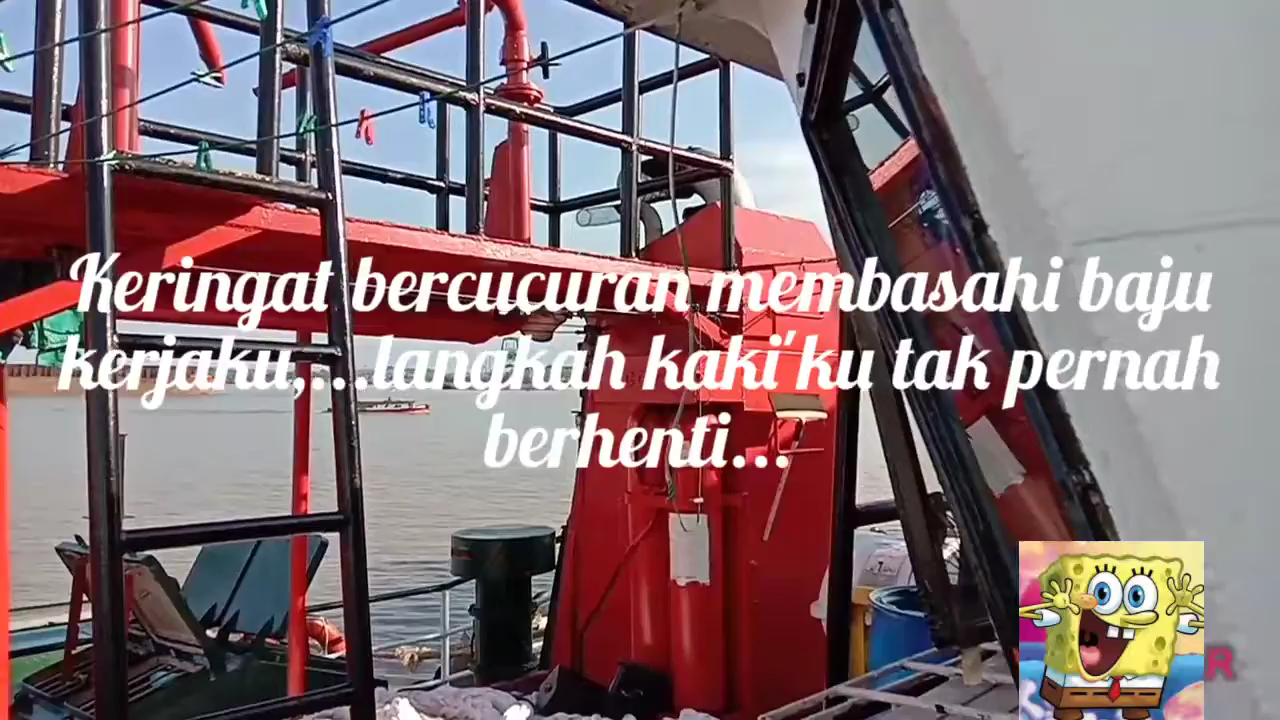 Keringat bercucuran membasahi baju
kerjaku,...langkah kaki'ku tak pernah
berhenti...